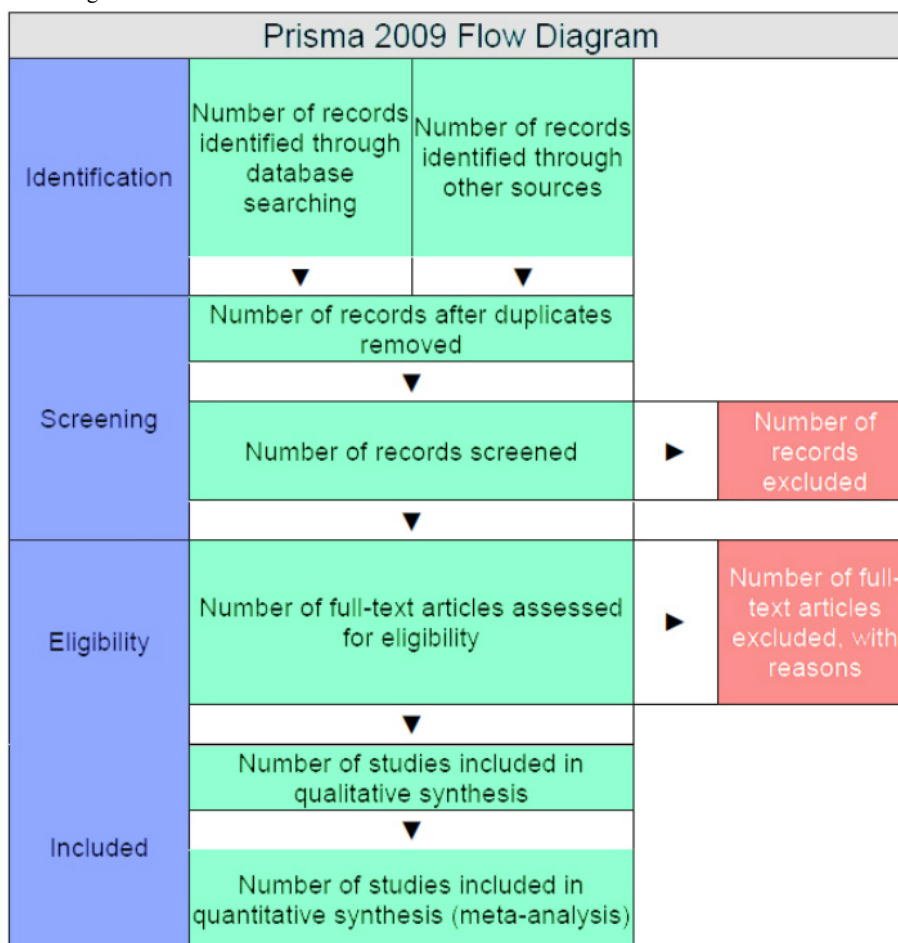 Prisma 2009 Flow Diagram
Identification
Number of records
identified through
database
searching
Number of records
identified through
other sources
▼
▼
Screening
Number of records after duplicates
removed
▼
Number of records screened
►
Number of
records
excluded
▼
Eligibility
Number of full-text articles assessed
for eligibility
►
Number of full-
text articles
excluded, with
reasons
▼
Included
Number of studies included in
qualitative synthesis
▼
Number of studies included in
quantitative synthesis (meta-analysis)